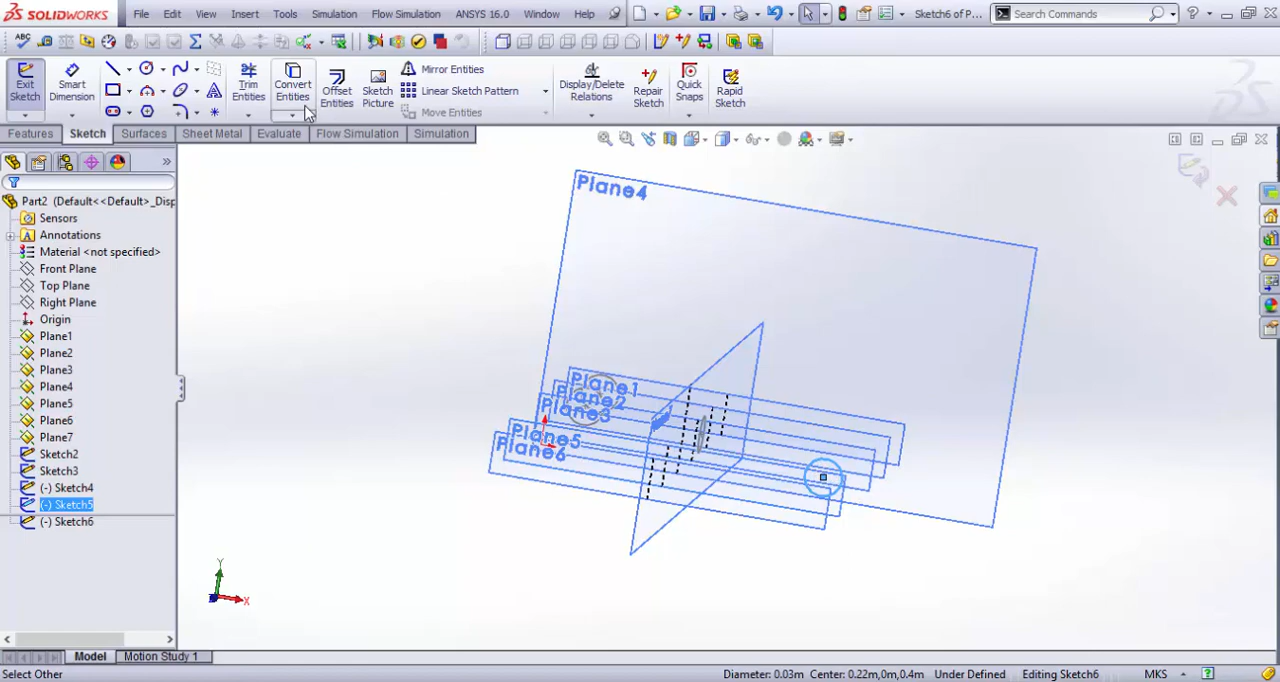 SOLIDWORKS File Edit View Insert Tools Simulation Flow Simulation ANSYS 16.0 Window Help Sketch6 of P... Search Commands
Exit Sketch Smart Dimension Trim Entities Convert Entities Offset Entities Sketch Picture Mirror Entities Linear Sketch Pattern Move Entities Display/Delete Relations Repair Sketch Quick Snaps Rapid Sketch
Features Sketch Surfaces Sheet Metal Evaluate Flow Simulation Simulation
Part2 (Default<<Default>_Disp
Sensors
Annotations
Material <not specified>
Front Plane
Top Plane
Right Plane
Origin
Plane1
Plane2
Plane3
Plane4
Plane5
Plane6
Plane7
Sketch2
Sketch3
(-) Sketch4
(-) Sketch5
(-) Sketch6
Plane4
Plane1
Plane2
Plane3
Plane5
Plane6
Y
X
Model Motion Study 1
Select Other Diameter: 0.03m Center: 0.22m,0m,0.4m Under Defined Editing Sketch6 MKS